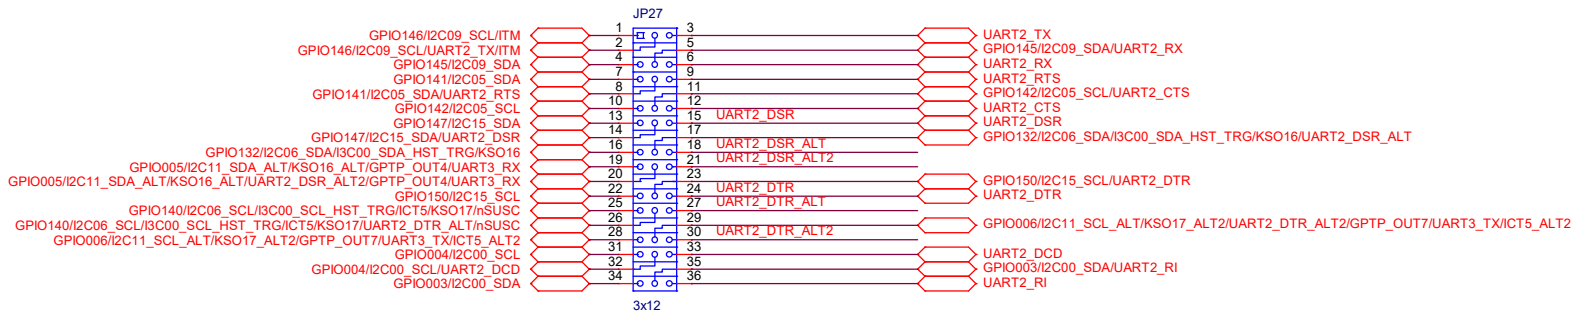 JP27
GPIO146/I2C09_SCL/ITM 1 3 UART2_TX
GPIO146/I2C09_SCL/UART2_TX/ITM 2 5 GPIO145/I2C09_SDA/UART2_RX
GPIO145/I2C09_SDA 4 6 UART2_RX
GPIO141/I2C05_SDA 7 9 UART2_RTS
GPIO141/I2C05_SDA/UART2_RTS 8 11 GPIO142/I2C05_SCL/UART2_CTS
GPIO142/I2C05_SCL 10 12 UART2_CTS
GPIO147/I2C15_SDA 13 15 UART2_DSR UART2_DSR
GPIO147/I2C15_SDA/UART2_DSR 14 17 GPIO132/I2C06_SDA/I3C00_SDA_HST_TRG/KSO16/UART2_DSR_ALT
GPIO132/I2C06_SDA/I3C00_SDA_HST_TRG/KSO16 16 18 UART2_DSR_ALT
GPIO005/I2C11_SDA_ALT/KSO16_ALT/GPTP_OUT4/UART3_RX 19 21 UART2_DSR_ALT2
GPIO005/I2C11_SDA_ALT/KSO16_ALT/UART2_DSR_ALT2/GPTP_OUT4/UART3_RX 20 23 GPIO150/I2C15_SCL/UART2_DTR
GPIO150/I2C15_SCL 22 24 UART2_DTR UART2_DTR
GPIO140/I2C06_SCL/I3C00_SCL_HST_TRG/ICT5/KSO17/nSUSC 25 27 UART2_DTR_ALT
GPIO140/I2C06_SCL/I3C00_SCL_HST_TRG/ICT5/KSO17/UART2_DTR_ALT/nSUSC 26 29 GPIO006/I2C11_SCL_ALT/KSO17_ALT2/UART2_DTR_ALT2/GPTP_OUT7/UART3_TX/ICT5_ALT2
GPIO006/I2C11_SCL_ALT/KSO17_ALT2/GPTP_OUT7/UART3_TX/ICT5_ALT2 28 30 UART2_DTR_ALT2
GPIO004/I2C00_SCL 31 33 UART2_DCD
GPIO004/I2C00_SCL/UART2_DCD 32 35 GPIO003/I2C00_SDA/UART2_RI
GPIO003/I2C00_SDA 34 36 UART2_RI
3x12